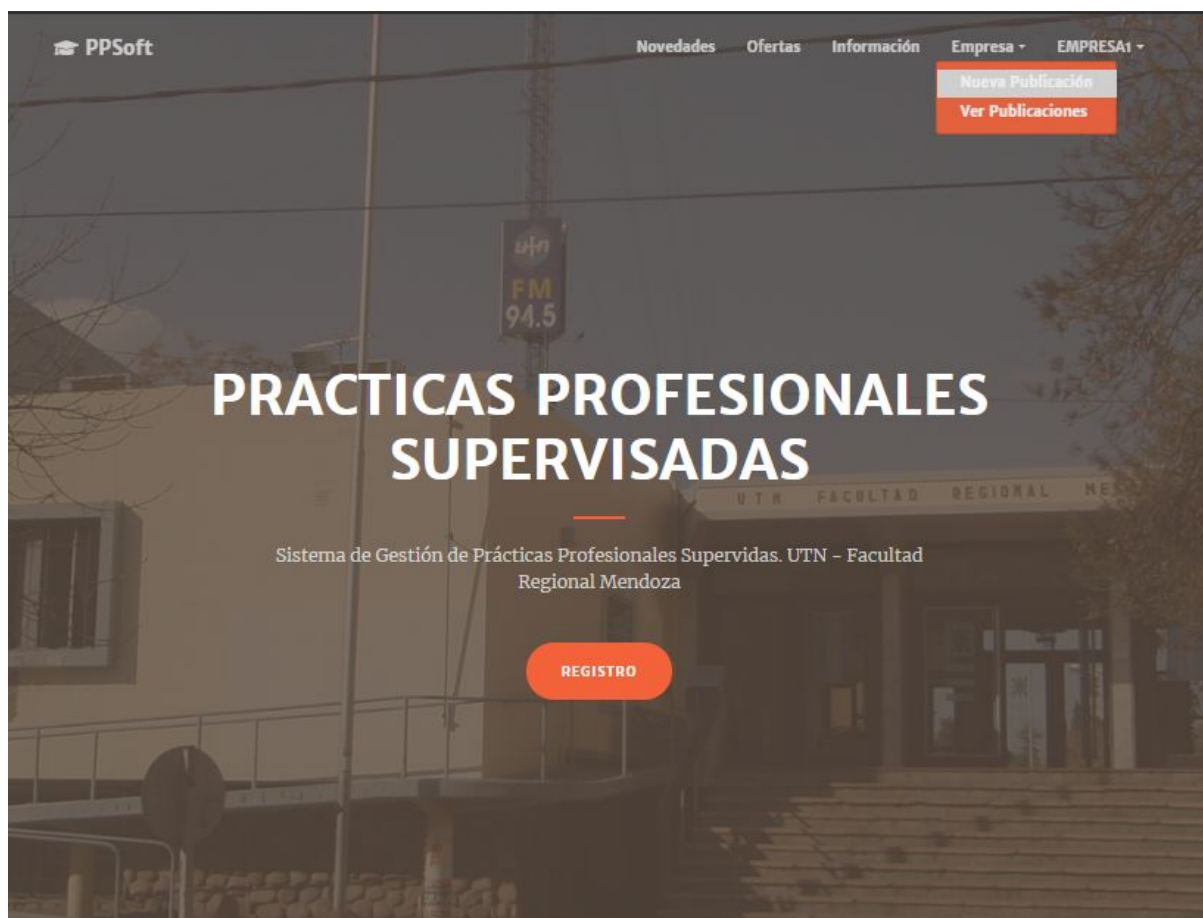 PPSoft
Novedades Ofertas Información Empresa EMPRESA1
Nueva Publicación
Ver Publicaciones
utn
FM
94.5
PRACTICAS PROFESIONALES
SUPERVISADAS
UTN FACULTAD REGIONAL
Sistema de Gestión de Prácticas Profesionales Supervidas. UTN – Facultad
Regional Mendoza
REGISTRO